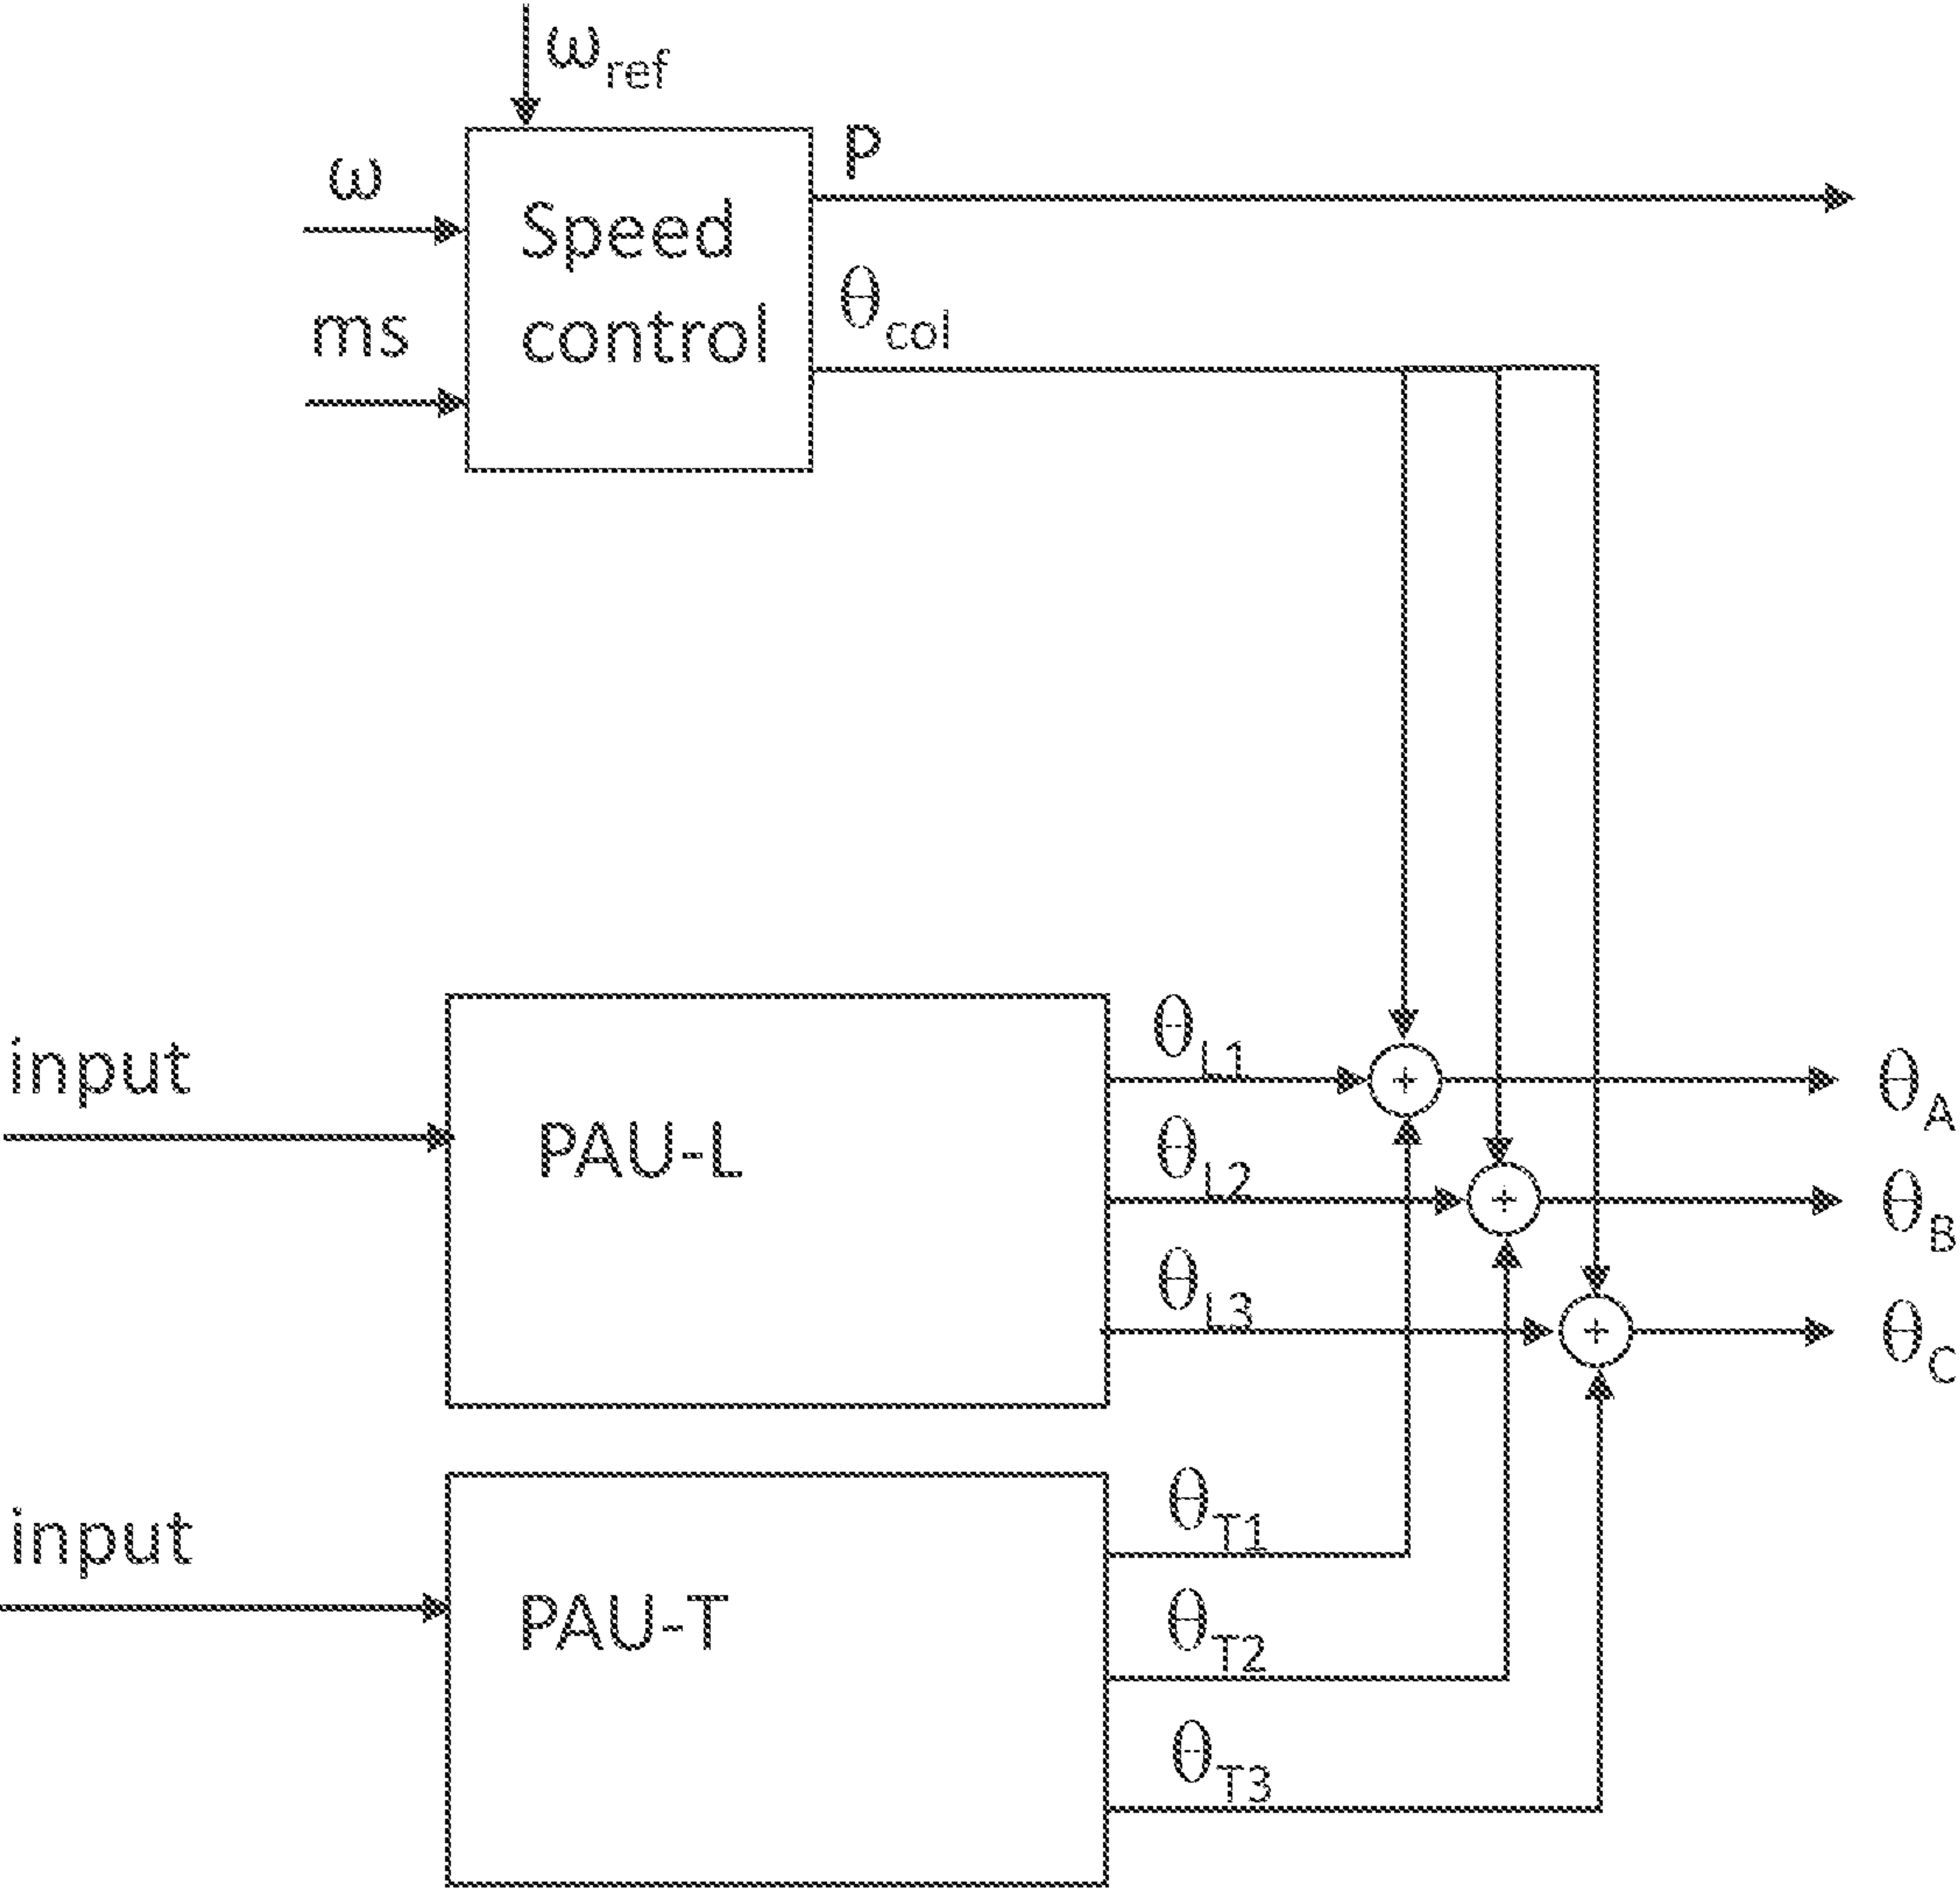 ωref
ω
P
Speed
control
θcol
ms
input
PAU-L
θL1
θL2
θL3
+
+
+
θA
θB
θC
input
PAU-T
θT1
θT2
θT3